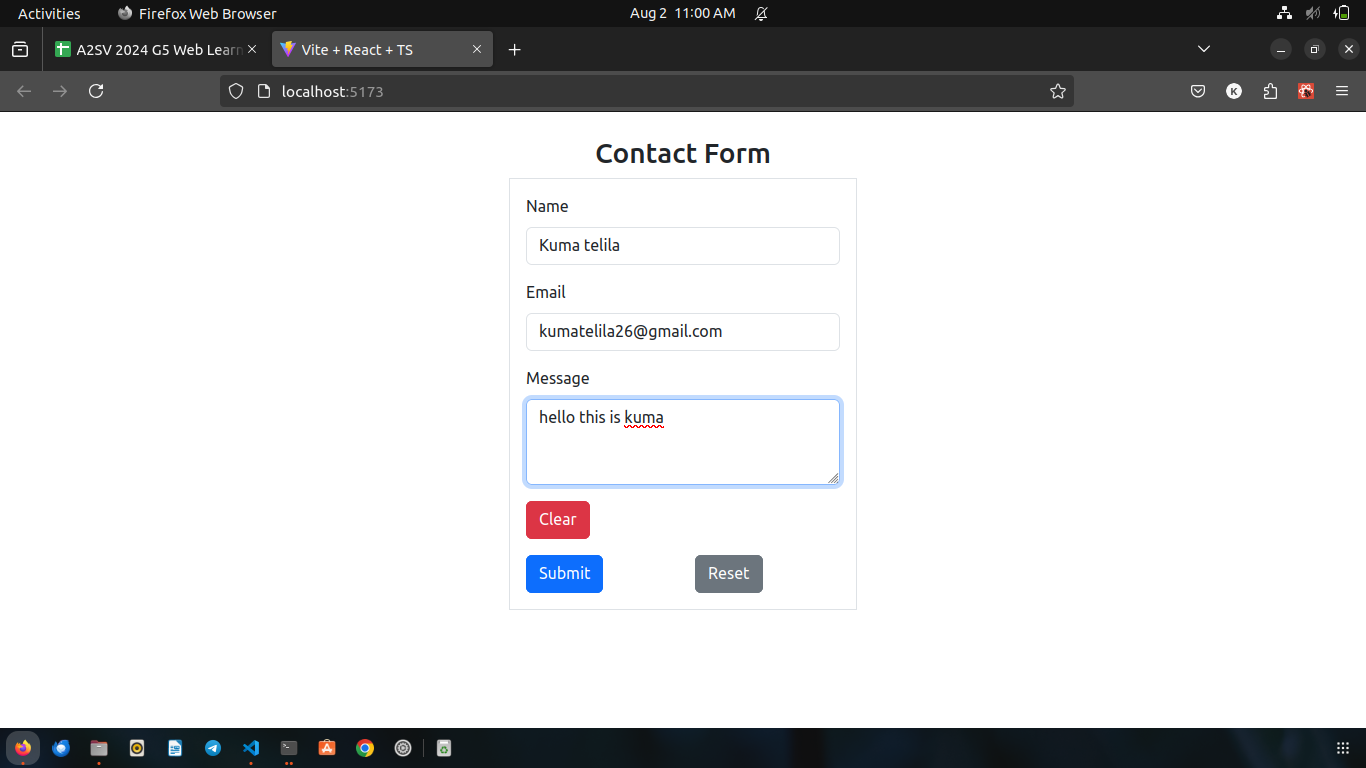 Activities Firefox Web Browser Aug 2 11:00 AM
A2SV 2024 G5 Web Learn Vite + React + TS
localhost:5173 K
Contact Form
Name
Kuma telila
Email
kumatelila26@gmail.com
Message
hello this is kuma
Clear
Submit Reset